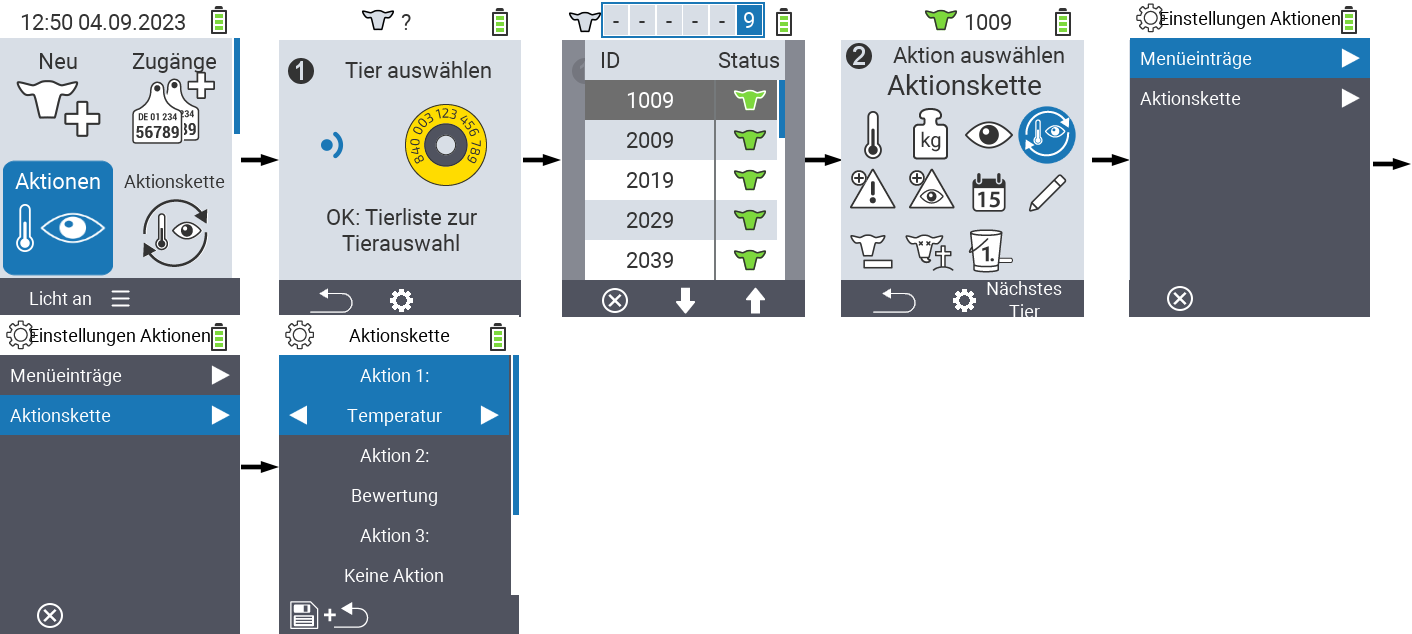 12:50 04.09.2023
Neu
Zugänge
DE 01 234
56789
234
39
Aktionen
Aktionskette
Licht an
?
1
Tier auswählen
840 003 123 456 789
OK: Tierliste zur
Tierauswahl
- - - - - 9
ID Status
1009
2009
2019
2029
2039
1009
2 Aktion auswählen
Aktionskette
kg
15
1.
Nächstes
Tier
Einstellungen Aktionen
Menüeinträge
Aktionskette
Einstellungen Aktionen
Menüeinträge
Aktionskette
Aktionskette
Aktion 1:
Temperatur
Aktion 2:
Bewertung
Aktion 3:
Keine Aktion